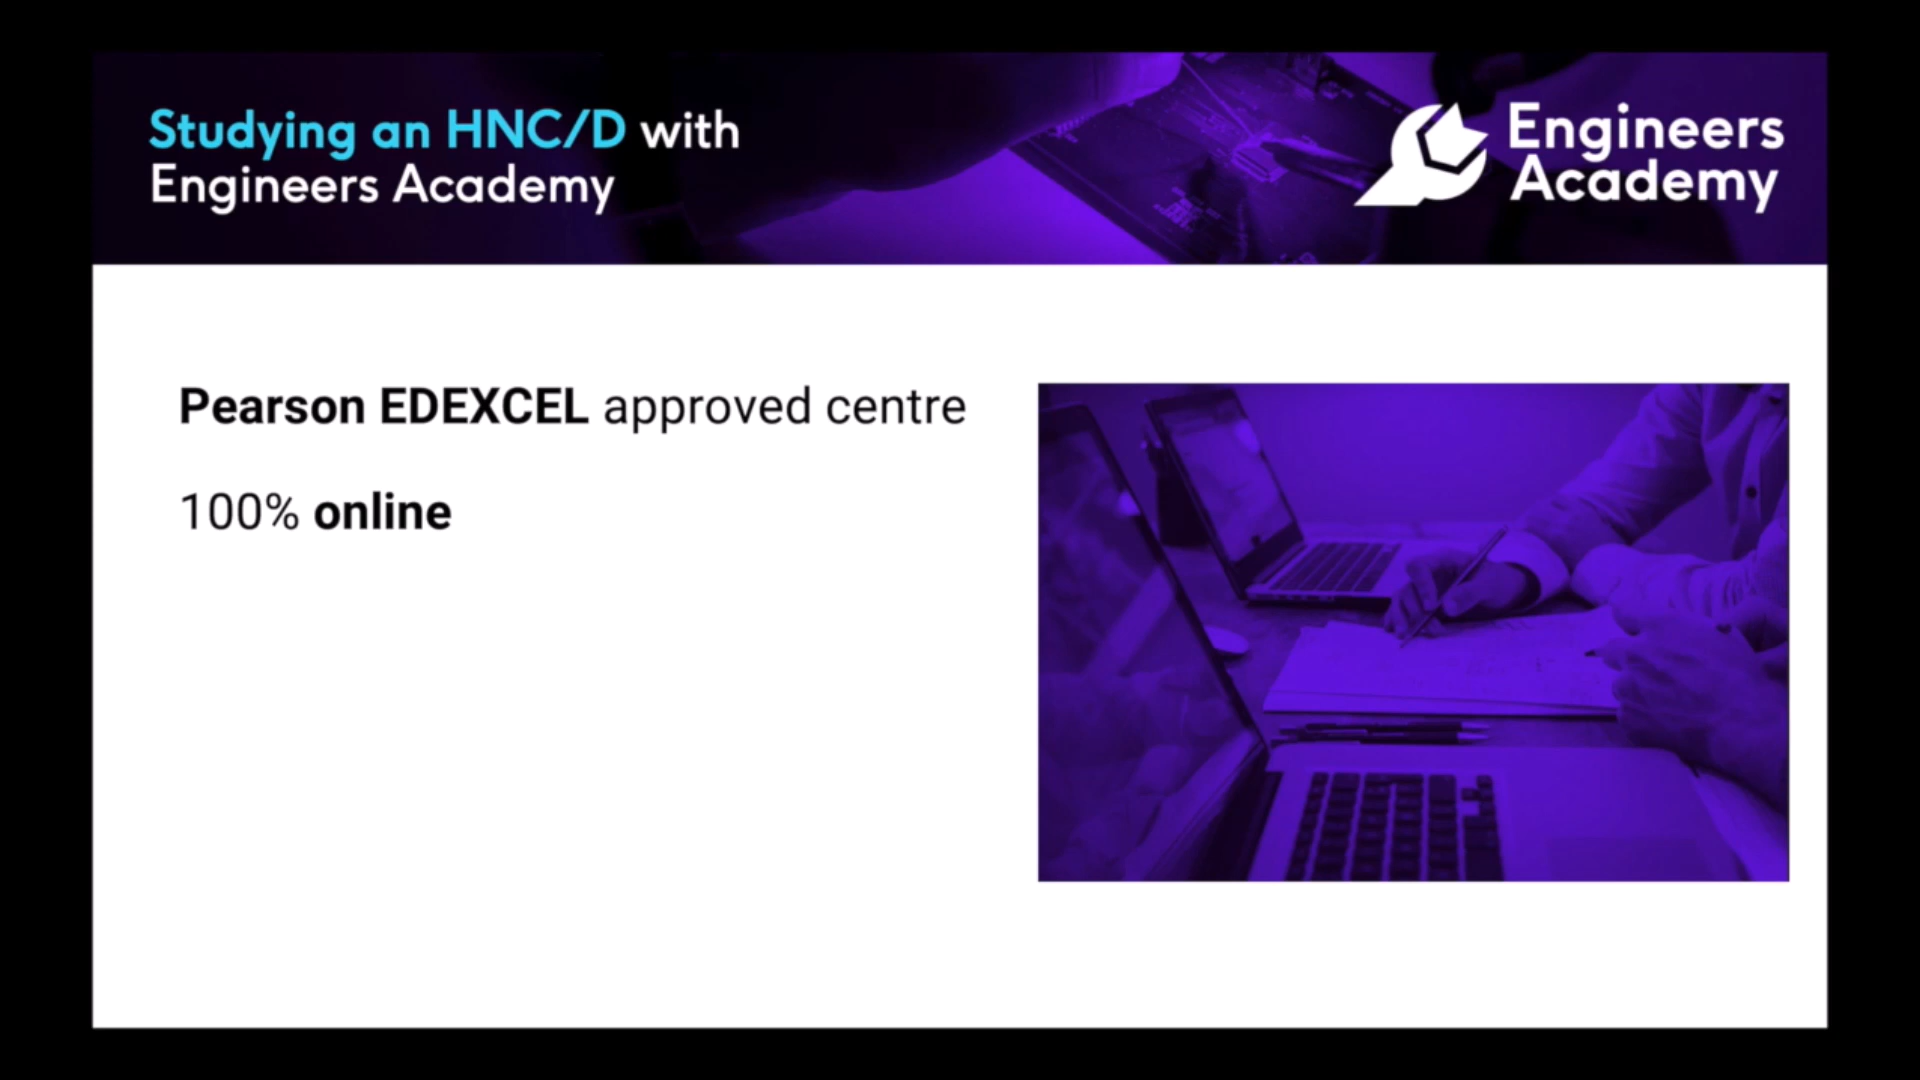 Studying an HNC/D with
Engineers Academy
Engineers
Academy
Pearson EDEXCEL approved centre
100% online